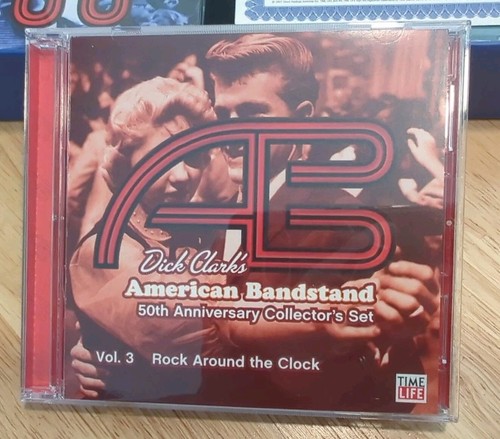 AB
Dick Clark's
American Bandstand
50th Anniversary Collector's Set
Vol. 3 Rock Around the Clock
TIME
LIFE